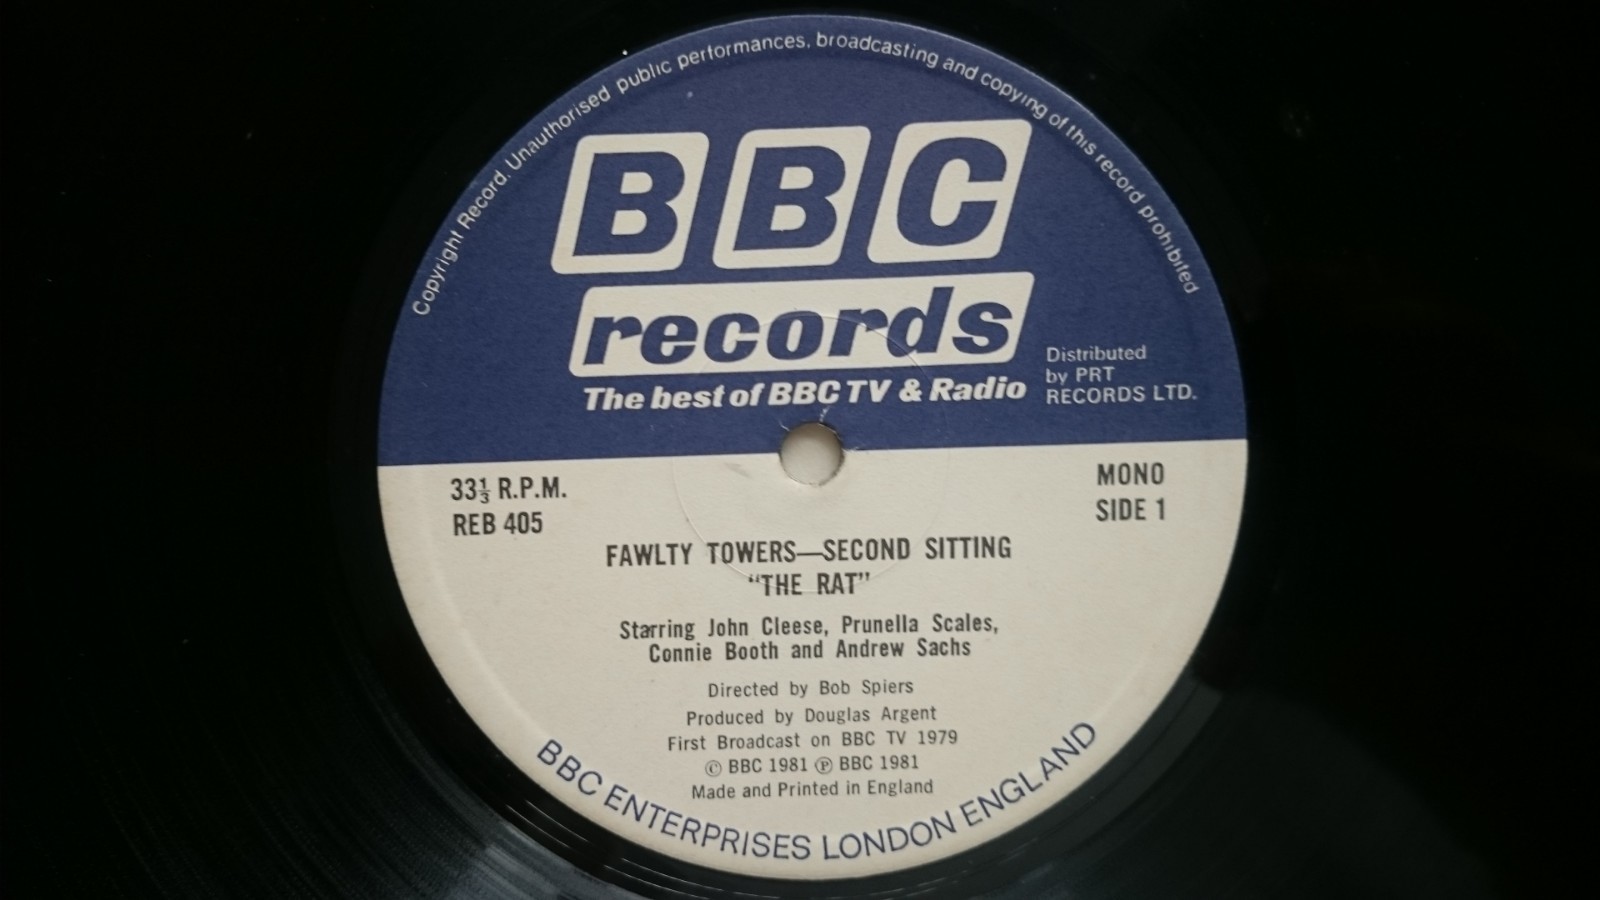 Copyright Record. Unauthorised public performances, broadcasting and copying of this record prohibited
BBC
records
The best of BBC TV & Radio
Distributed
by PRT
RECORDS LTD.
33⅓ R.P.M.
REB 405
MONO
SIDE 1
FAWLTY TOWERS—SECOND SITTING
“THE RAT”
Starring John Cleese, Prunella Scales,
Connie Booth and Andrew Sachs
Directed by Bob Spiers
Produced by Douglas Argent
First Broadcast on BBC TV 1979
© BBC 1981 ℗ BBC 1981
Made and Printed in England
BBC ENTERPRISES LONDON ENGLAND